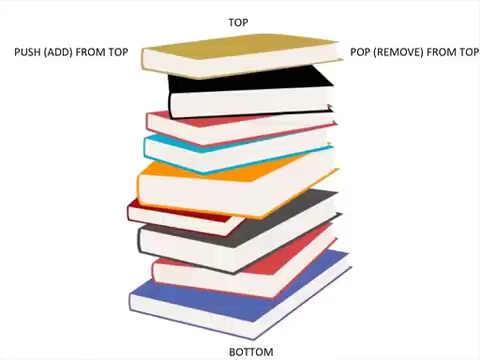 TOP
PUSH (ADD) FROM TOP
POP (REMOVE) FROM TOP
BOTTOM